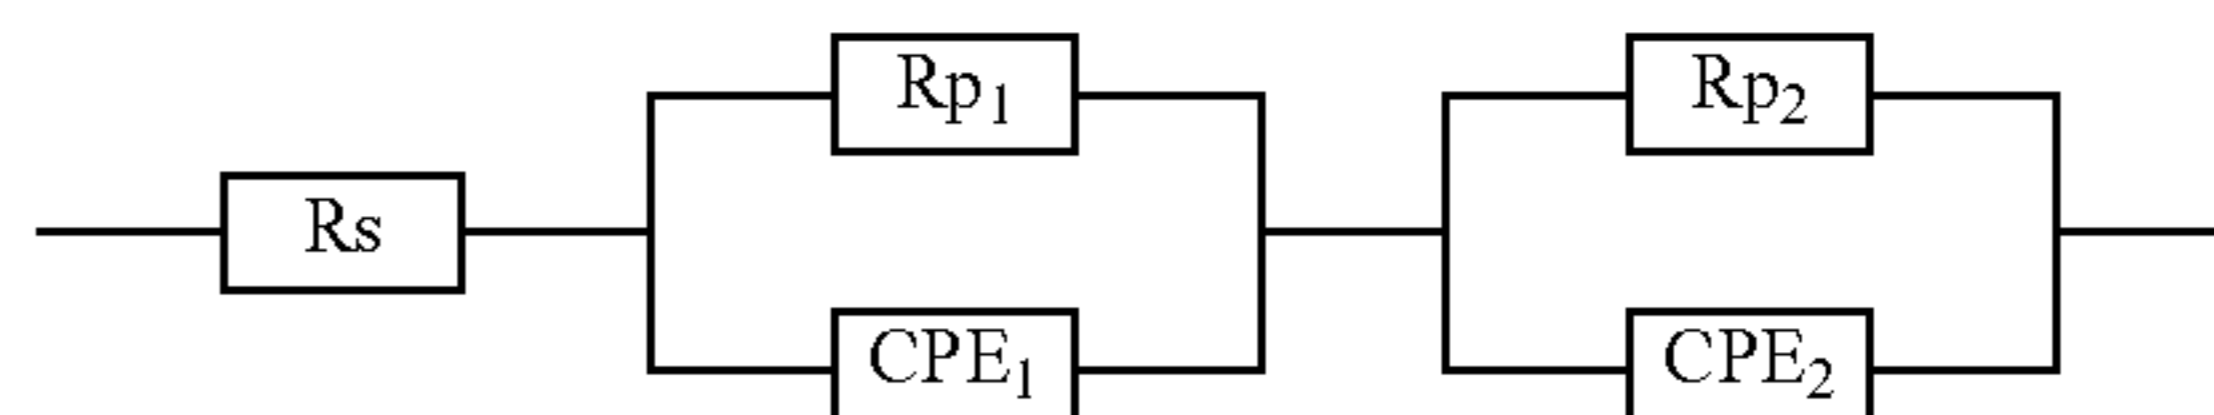 Rp₁ Rp₂
Rs
CPE₁ CPE₂